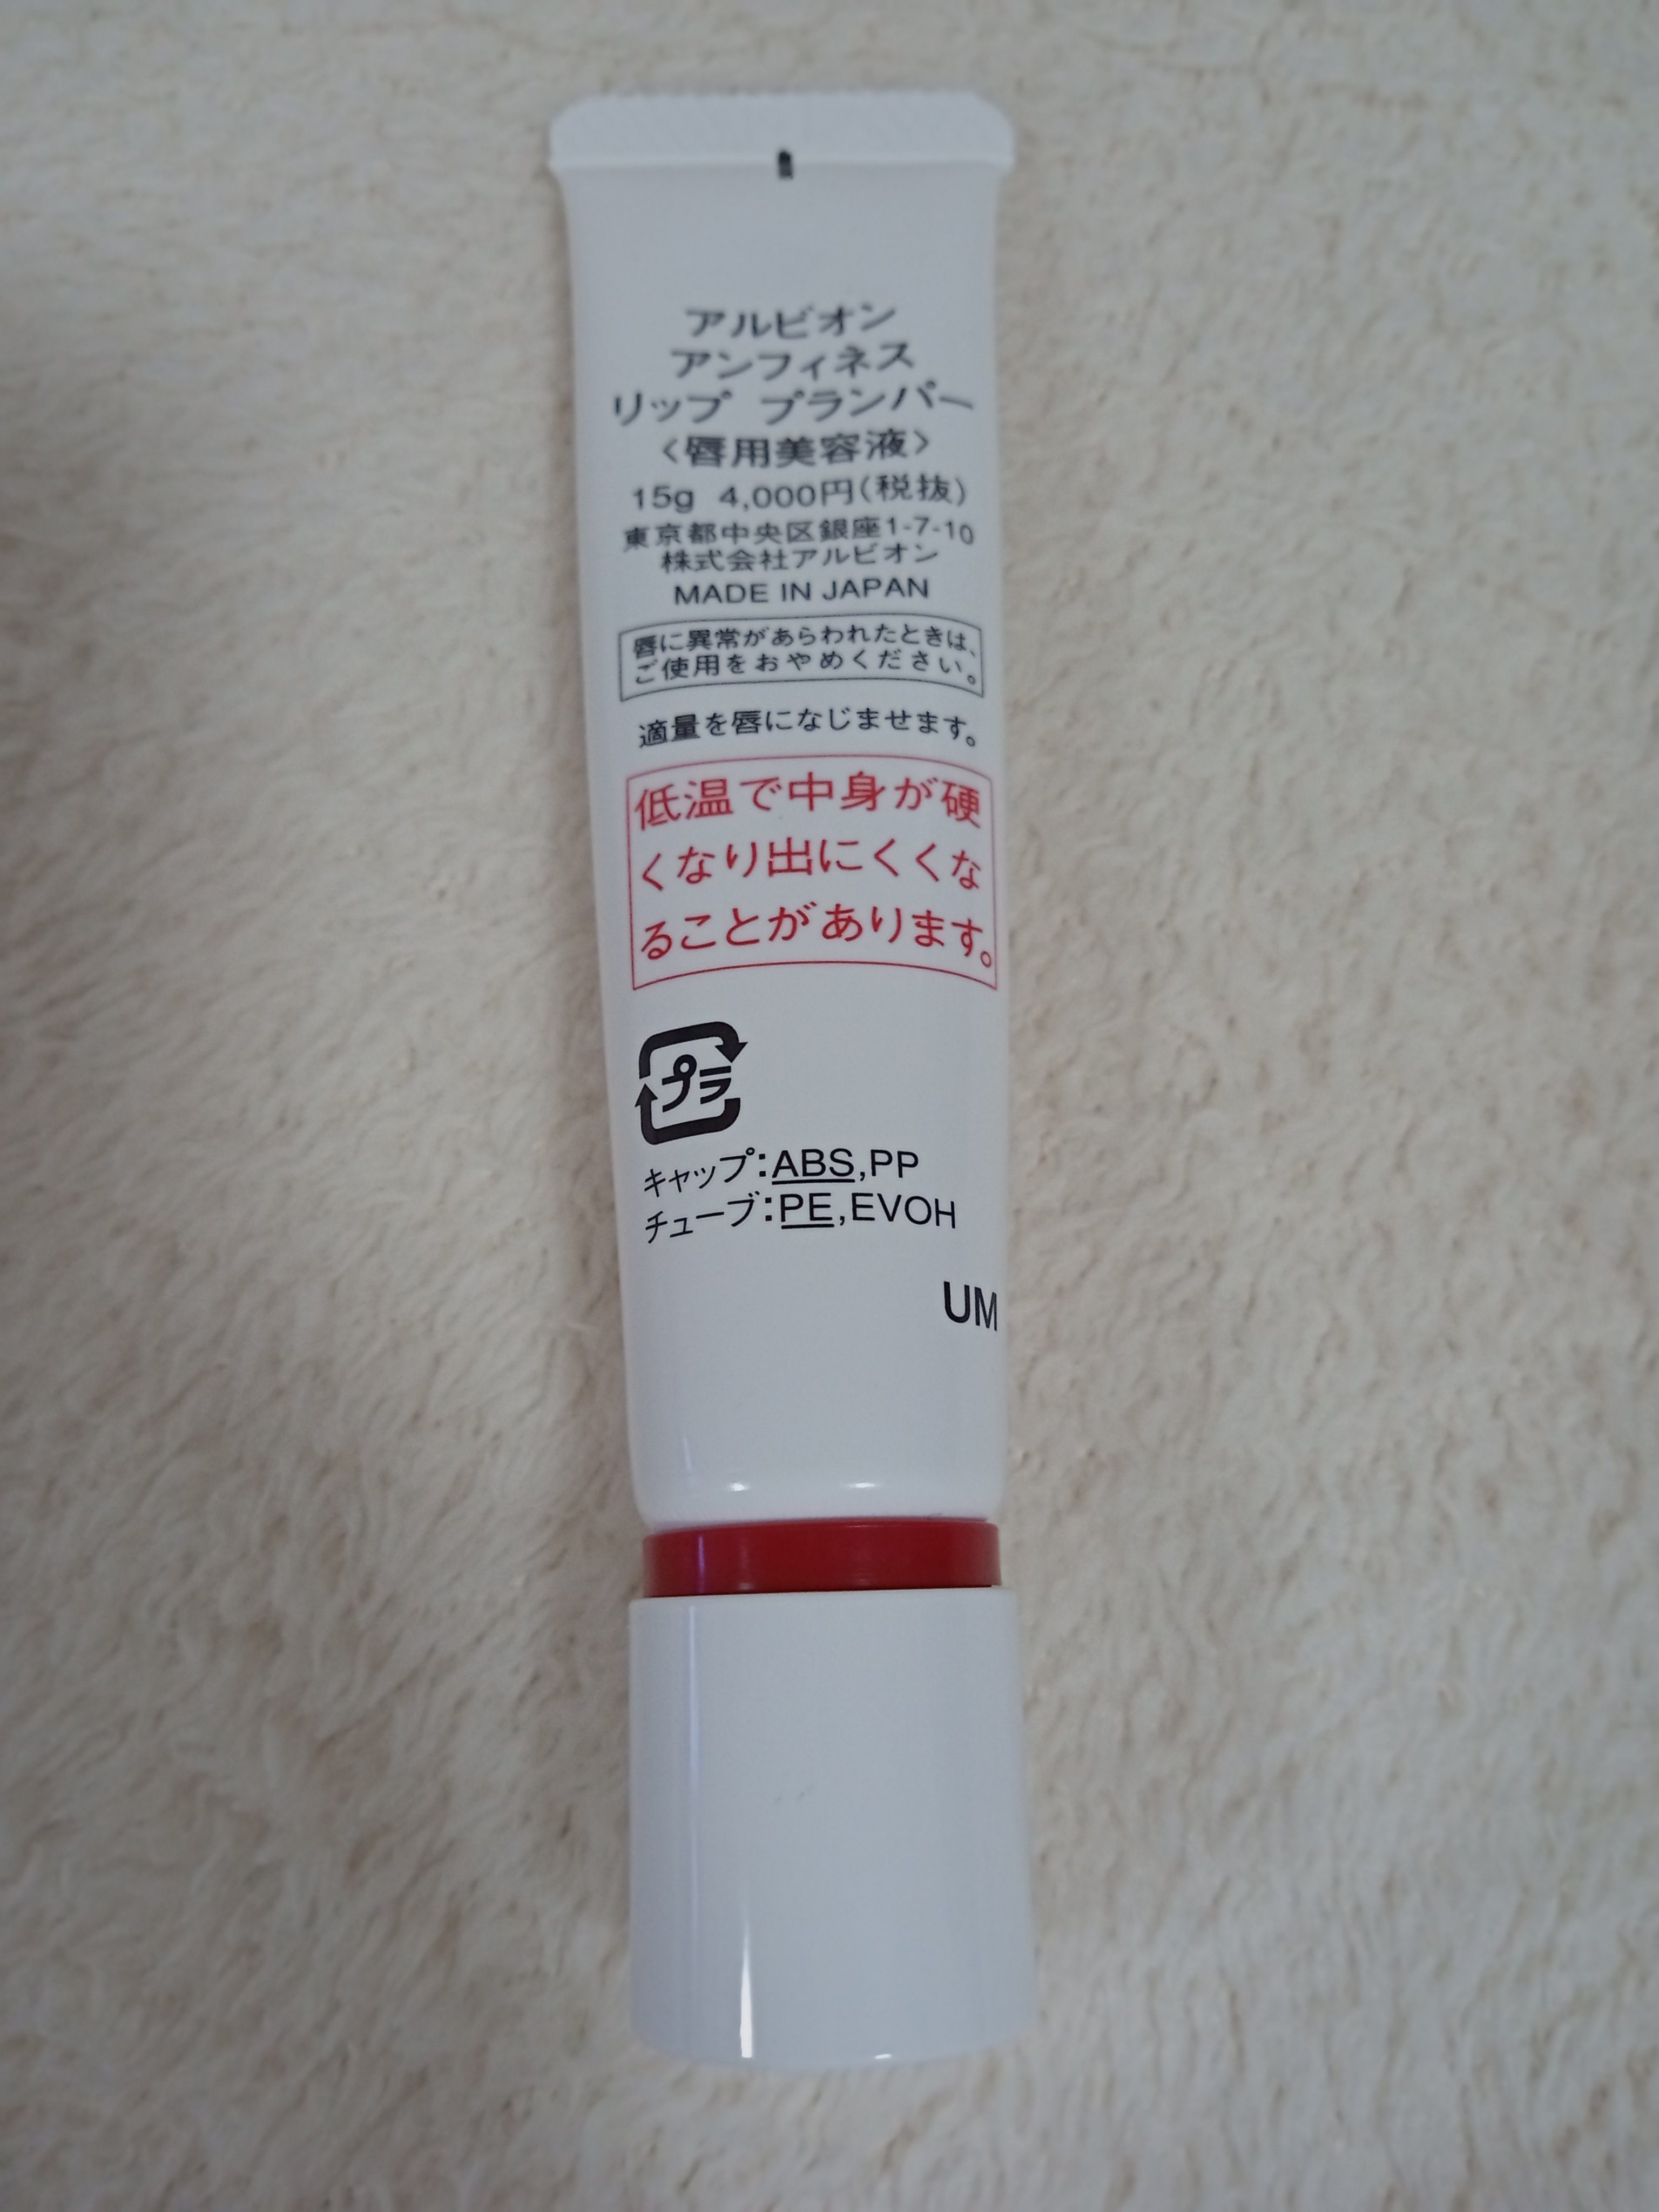 アルビオン
アンフィネス
リップ プランパー
〈唇用美容液〉
15g 4,000円(税抜)
東京都中央区銀座1-7-10
株式会社アルビオン
MADE IN JAPAN
唇に異常があらわれたときは、
ご使用をおやめください。
適量を唇になじませます。
低温で中身が硬
くなり出にくくな
ることがあります。
プラ
キャップ:ABS,PP
チューブ:PE,EVOH
UM